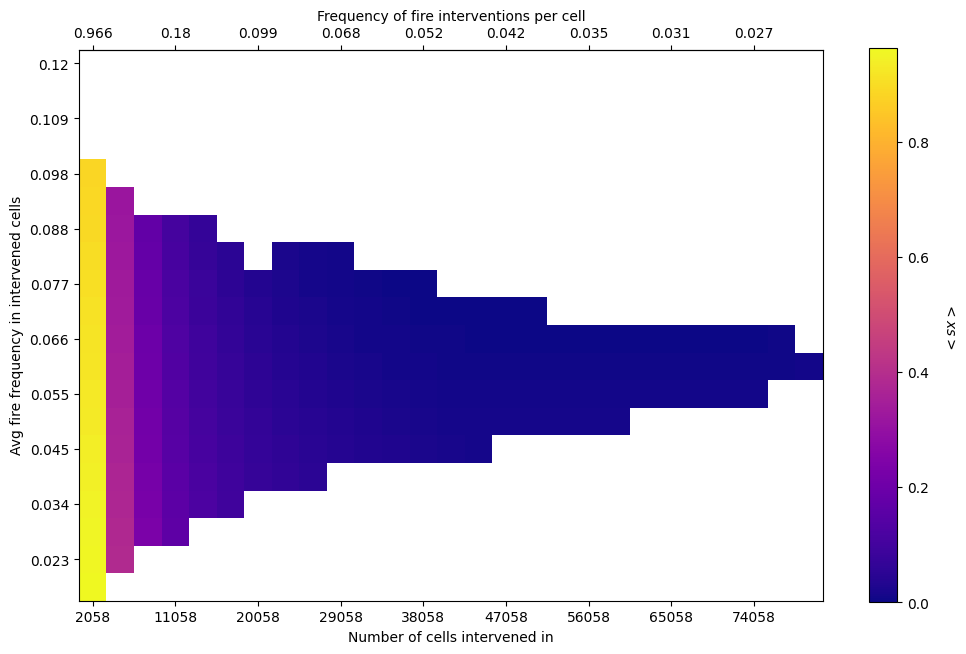 Frequency of fire interventions per cell
0.966 0.18 0.099 0.068 0.052 0.042 0.035 0.031 0.027
0.12
0.109
0.098
0.088
0.077
0.066
0.055
0.045
0.034
0.023
Avg fire frequency in intervened cells
2058 11058 20058 29058 38058 47058 56058 65058 74058
Number of cells intervened in
0.8
0.6
0.4
0.2
0.0
< sx >